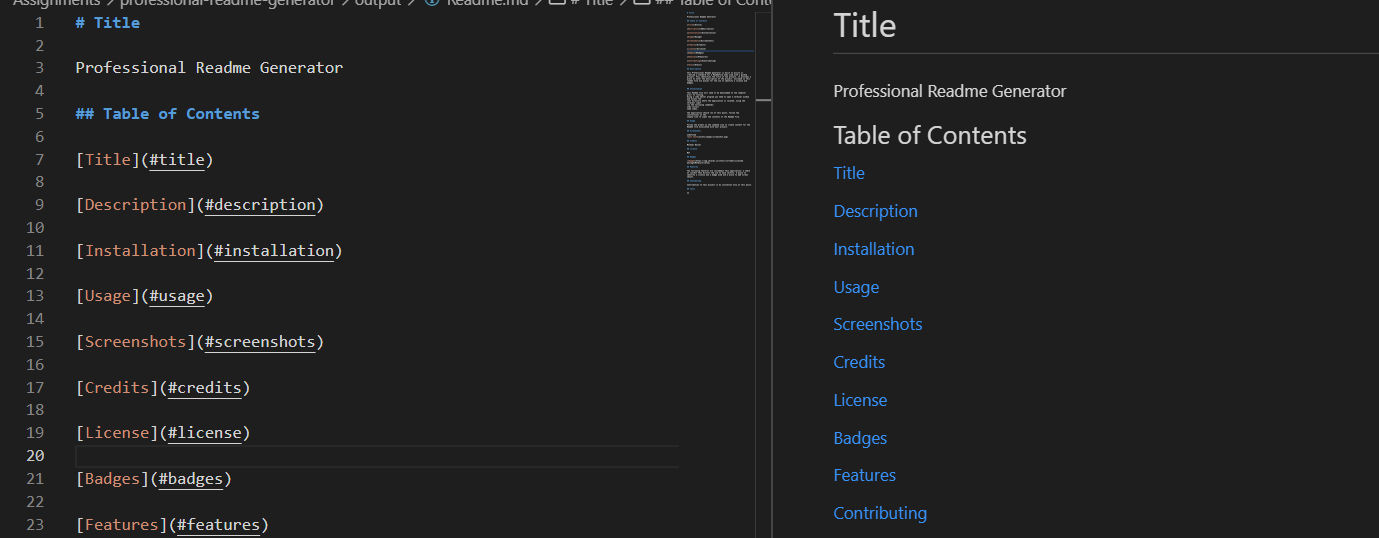 Assignments > professional-readme-generator > output > Readme.md > # Title > ## Table of Cont
1 # Title
2
3 Professional Readme Generator
4
5 ## Table of Contents
6
7 [Title](#title)
8
9 [Description](#description)
10
11 [Installation](#installation)
12
13 [Usage](#usage)
14
15 [Screenshots](#screenshots)
16
17 [Credits](#credits)
18
19 [License](#license)
20
21 [Badges](#badges)
22
23 [Features](#features)
Title
Professional Readme Generator
Table of Contents
Title
Description
Installation
Usage
Screenshots
Credits
License
Badges
Features
Contributing